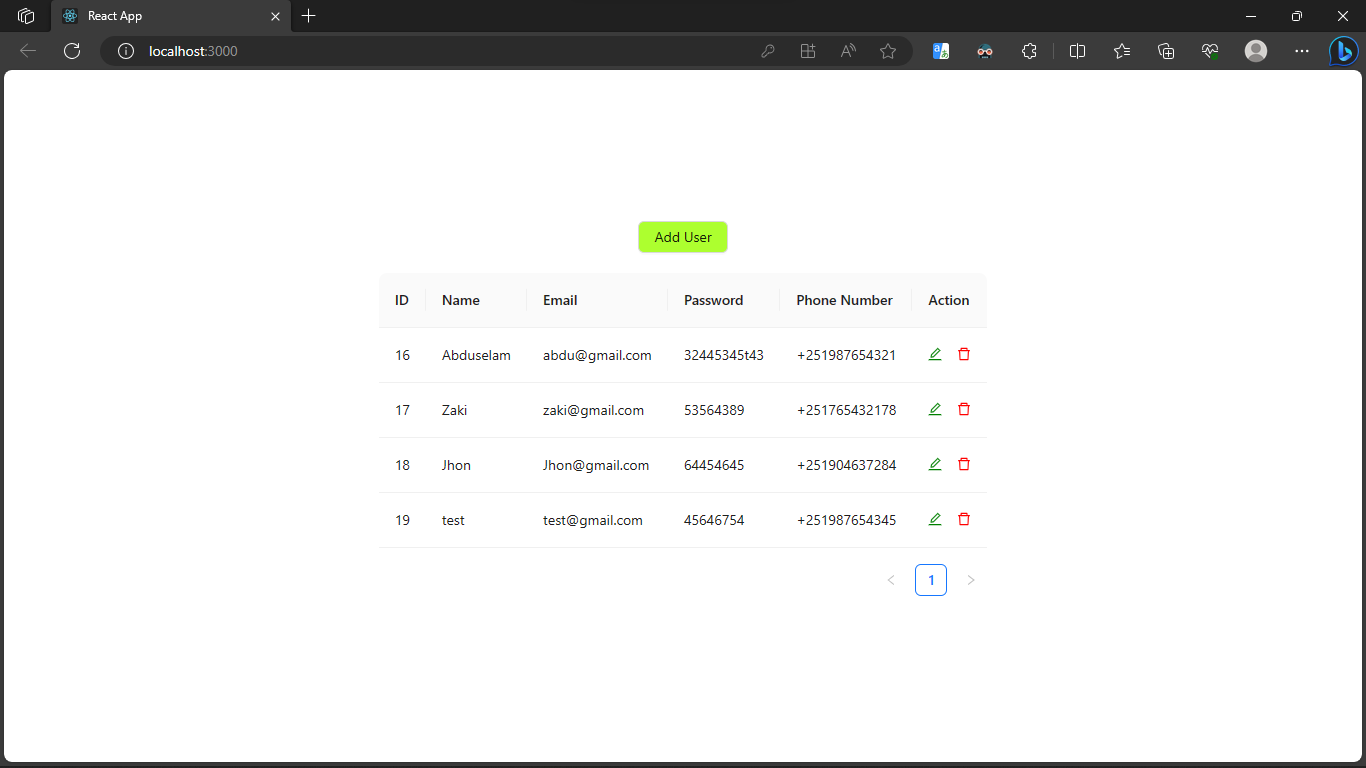 React App
localhost:3000
Add User
ID Name Email Password Phone Number Action
16 Abduselam abdu@gmail.com 32445345t43 +251987654321
17 Zaki zaki@gmail.com 53564389 +251765432178
18 Jhon Jhon@gmail.com 64454645 +251904637284
19 test test@gmail.com 45646754 +251987654345
1